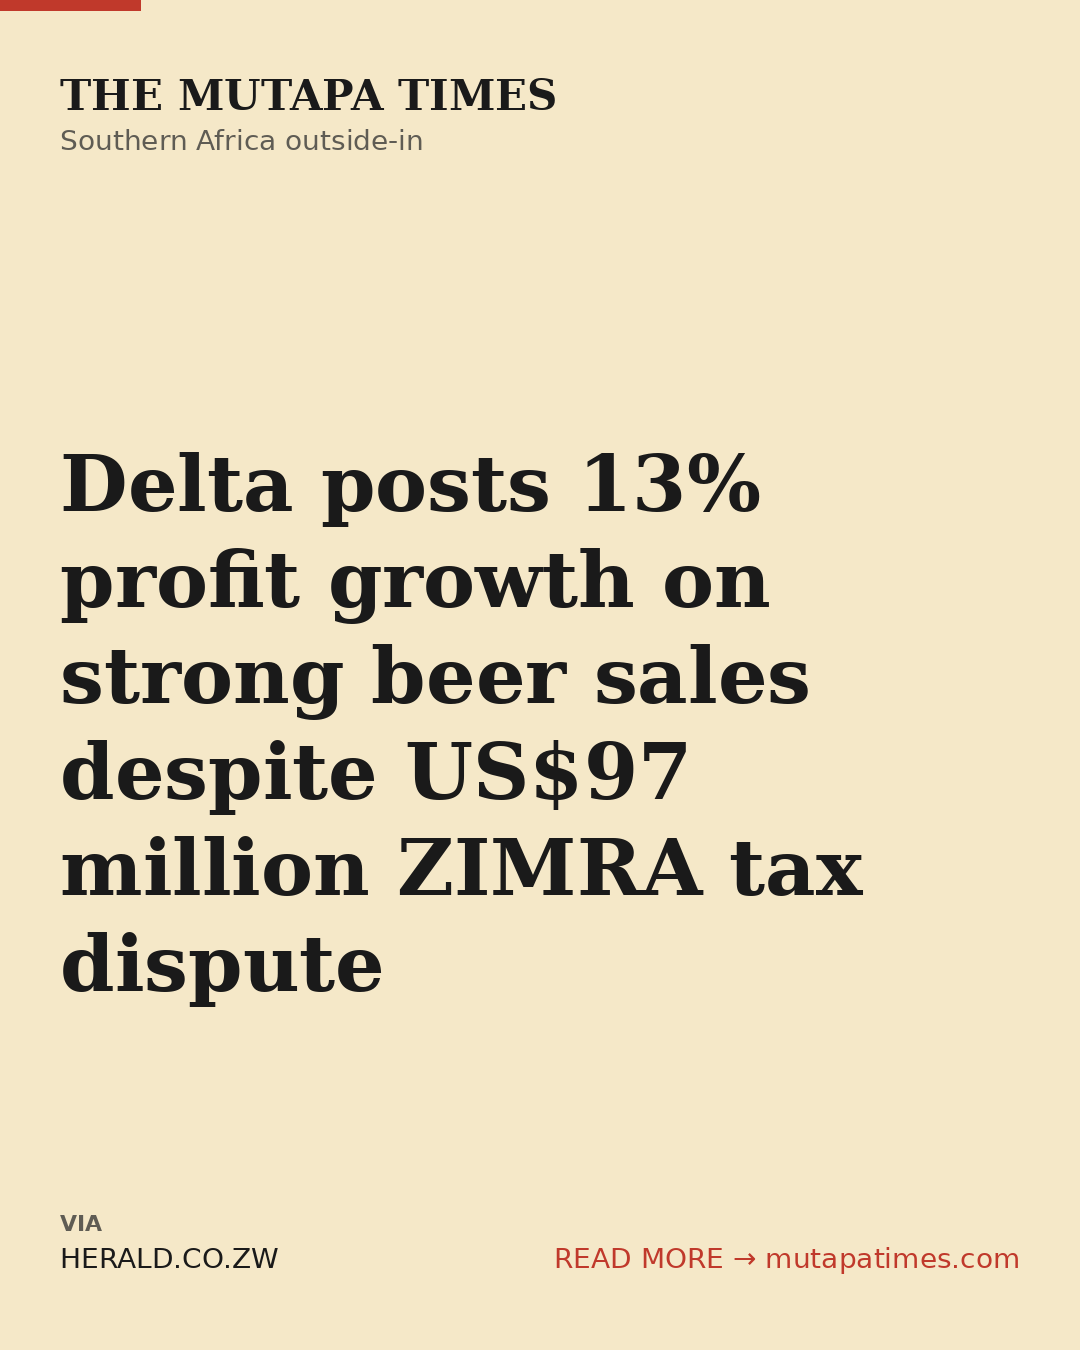 THE MUTAPA TIMES
Southern Africa outside-in
Delta posts 13%
profit growth on
strong beer sales
despite US$97
million ZIMRA tax
dispute
VIA
HERALD.CO.ZW
READ MORE → mutapatimes.com